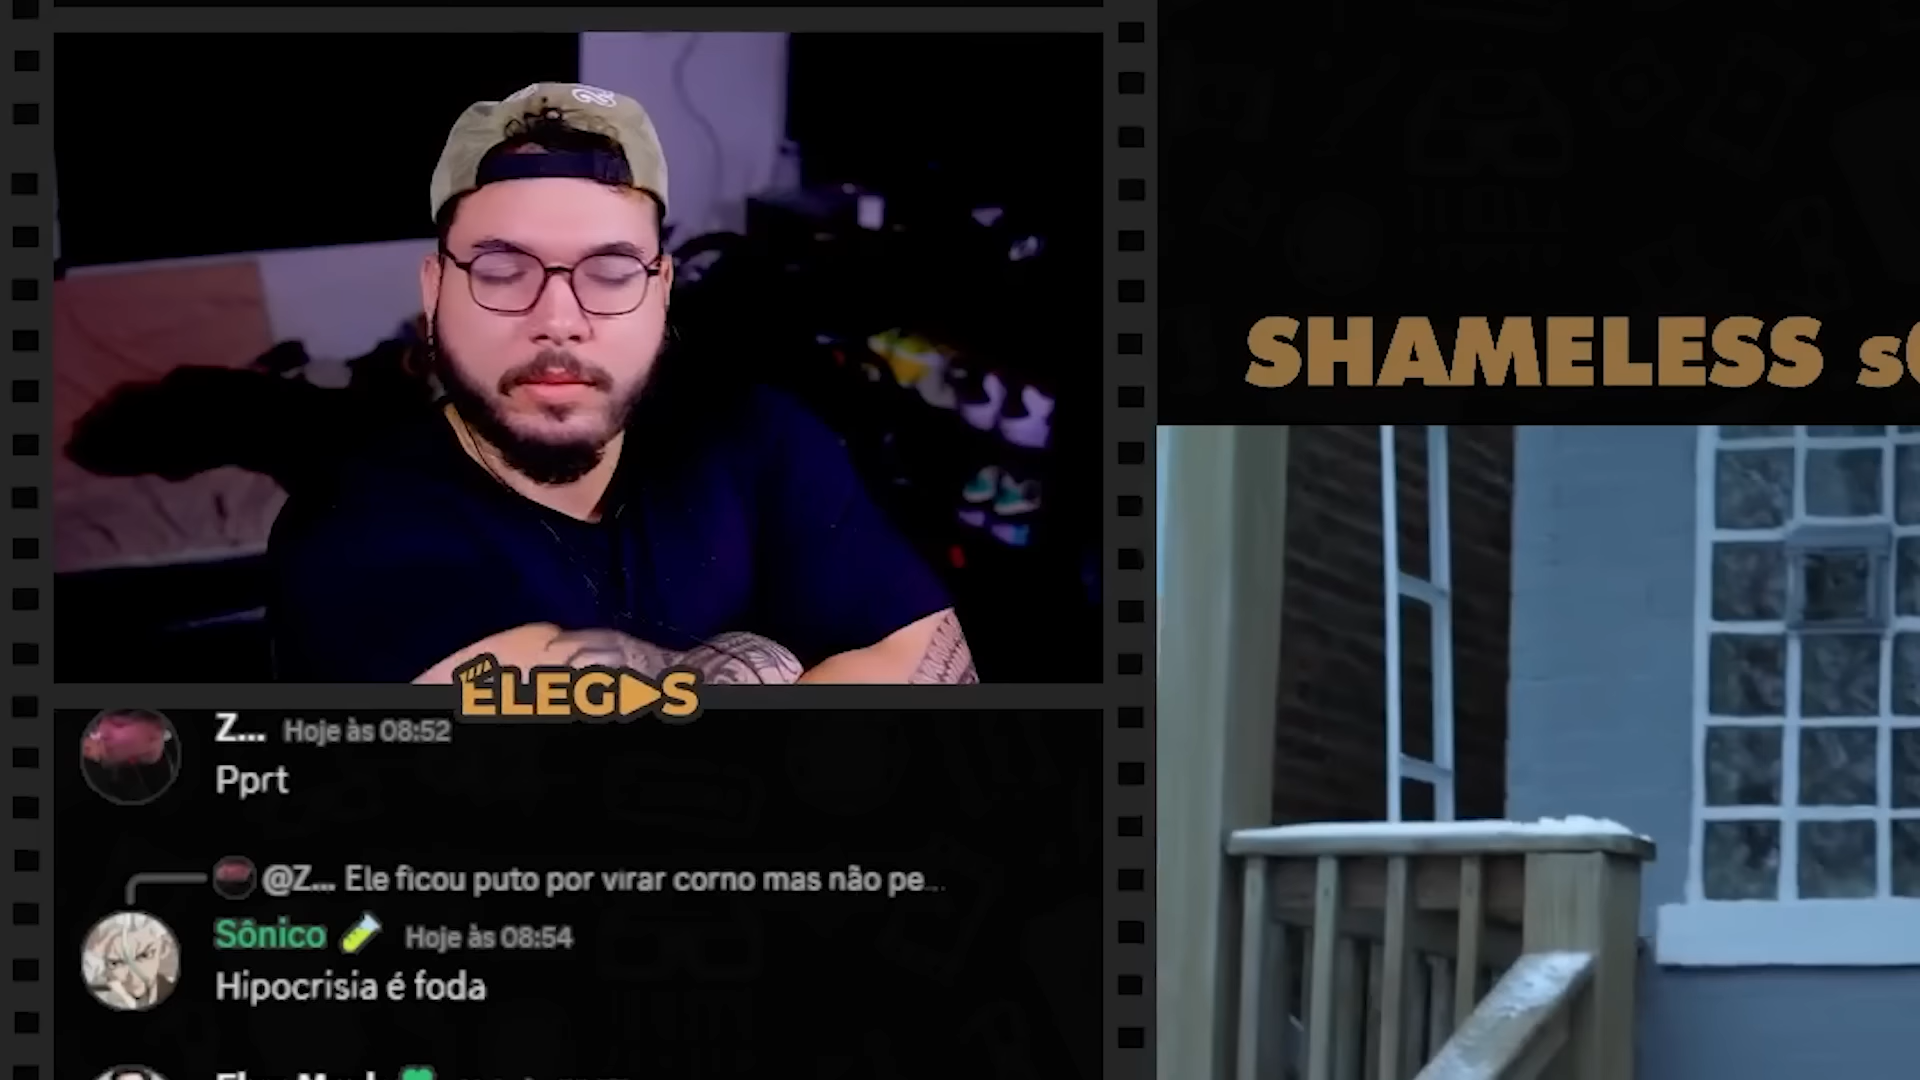 SHAMELESS
ELEG▶S
Z... Hoje às 08:52
Pprt
@Z... Ele ficou puto por virar corno mas não pe...
Sônico Hoje às 08:54
Hipocrisia é foda